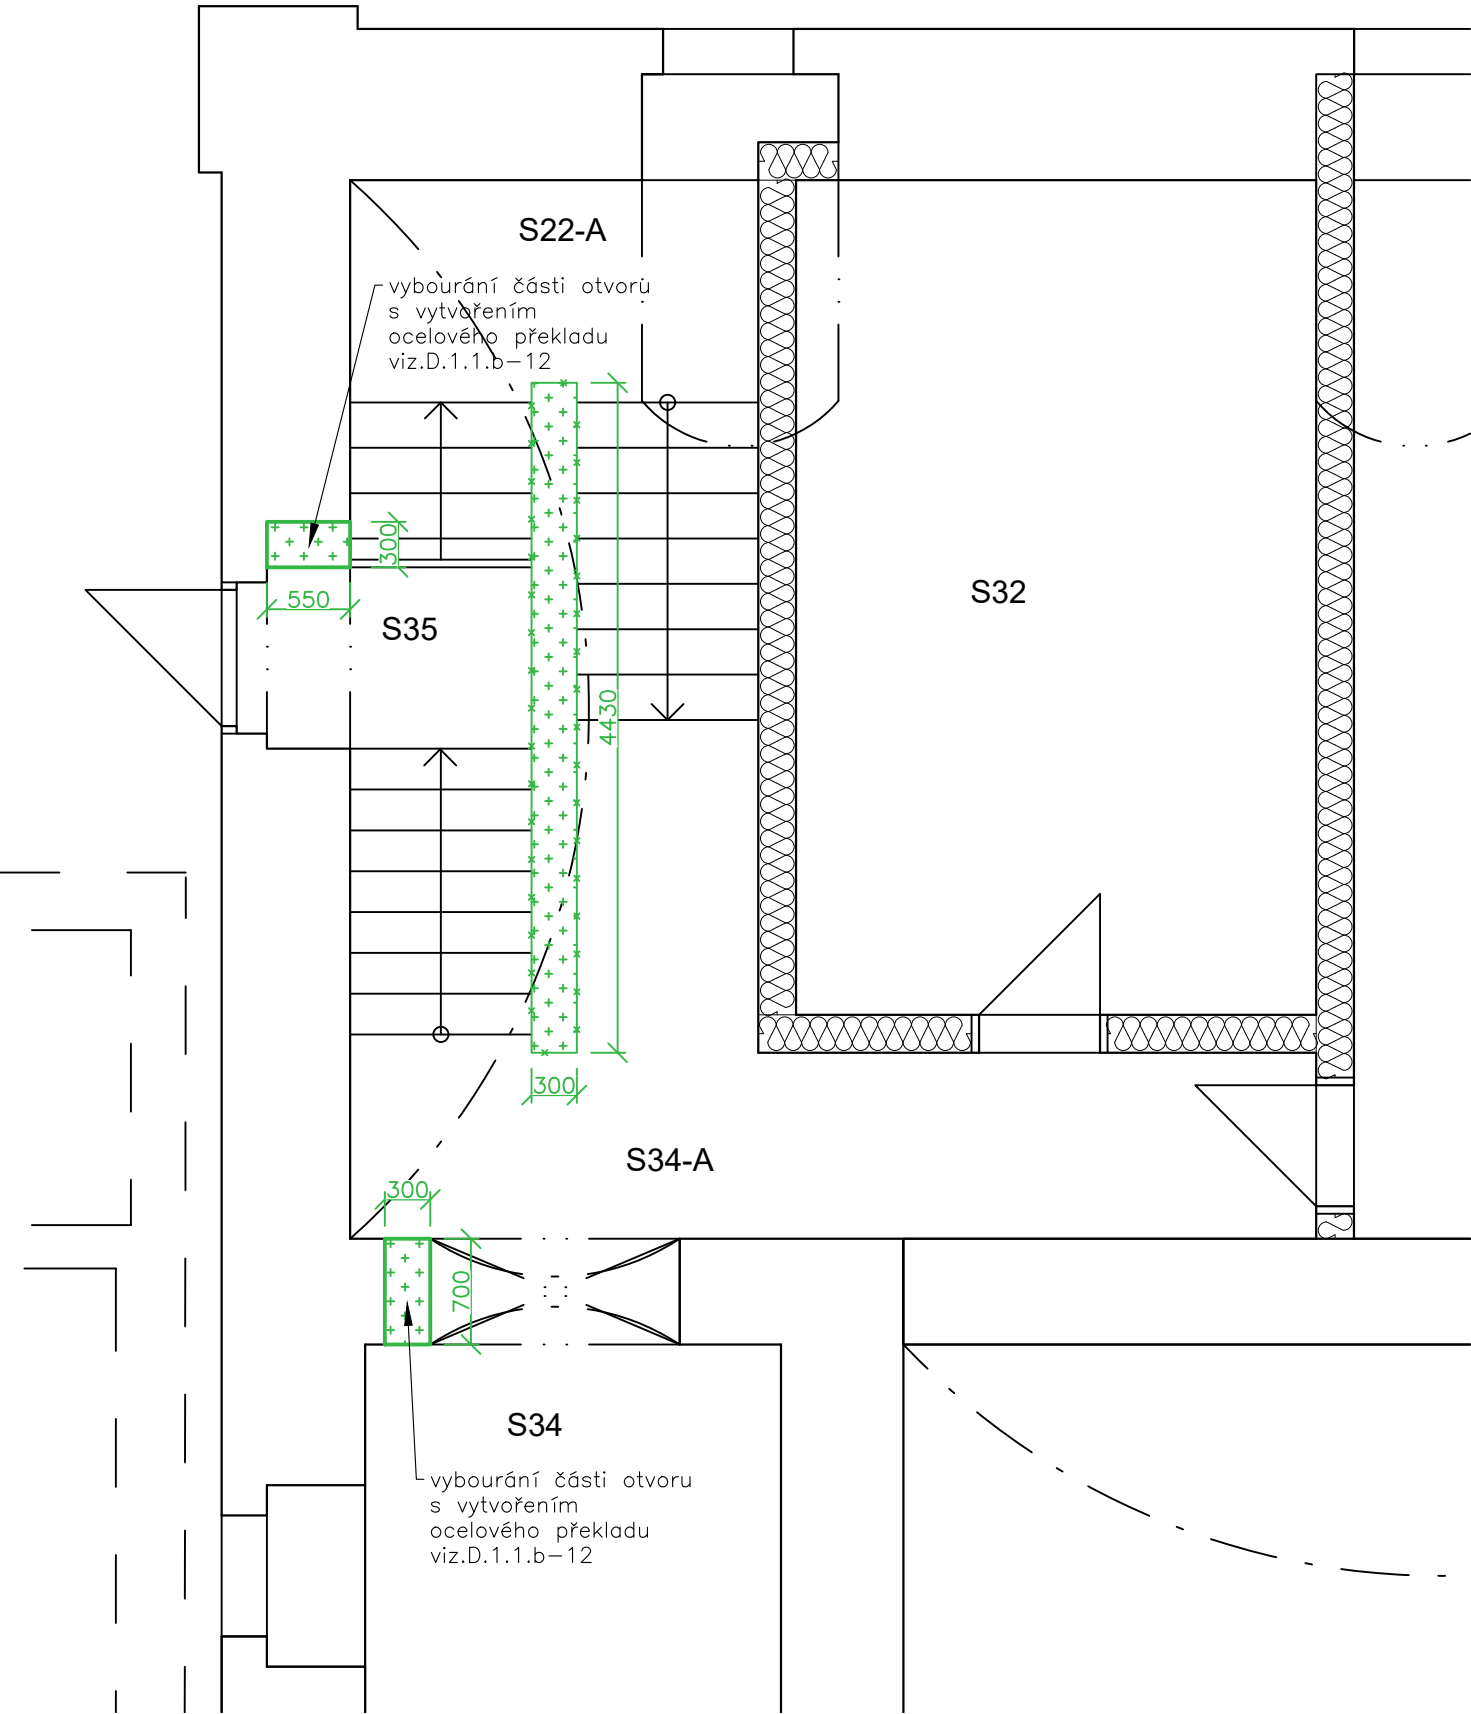 S22-A
vybourání části otvoru
s vytvořením
ocelového překladu
viz.D.1.1.b-12
300
550
S35
S32
4430
300
S34-A
300
700
S34
vybourání části otvoru
s vytvořením
ocelového překladu
viz.D.1.1.b-12